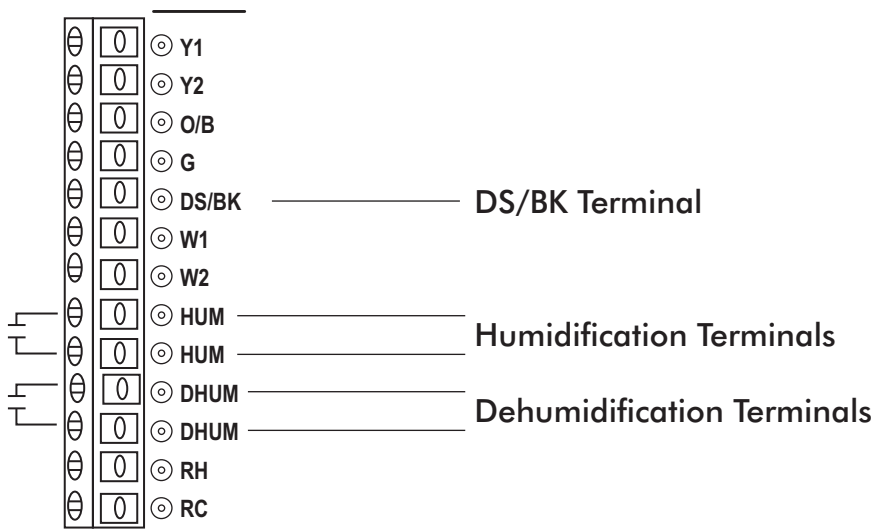 Y1
Y2
O/B
G
DS/BK DS/BK Terminal
W1
W2
HUM
Humidification Terminals
HUM
DHUM
Dehumidification Terminals
DHUM
RH
RC